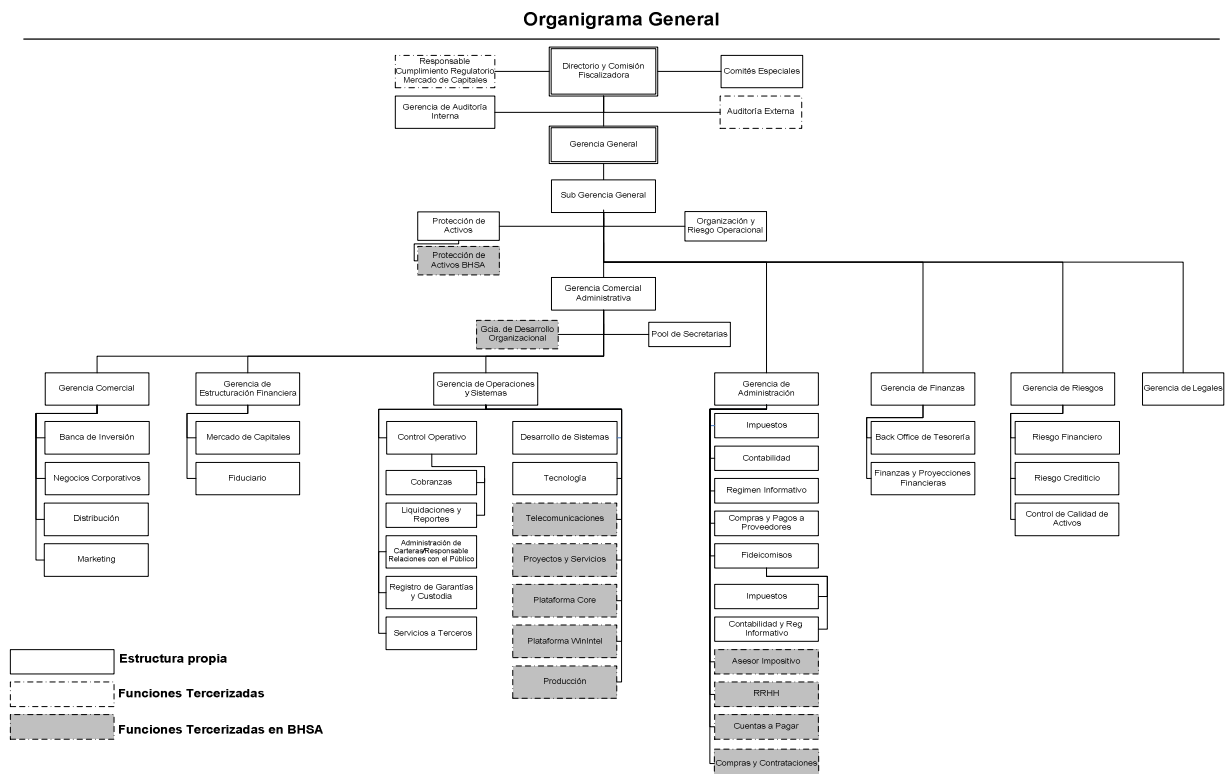 Organigrama General
Responsable
Cumplimiento Regulatorio
Mercado de Capitales
Directorio y Comisión
Fiscalizadora
Comités Especiales
Gerencia de Auditoría
Interna
Auditoría Externa
Gerencia General
Sub Gerencia General
Protección de
Activos
Organización y
Riesgo Operacional
Protección de
Activos BHSA
Gerencia Comercial
Administrativa
Gcia. de Desarrollo
Organizacional
Pool de Secretarias
Gerencia Comercial
Gerencia de
Estructuración Financiera
Gerencia de Operaciones
y Sistemas
Gerencia de
Administración
Gerencia de Finanzas
Gerencia de Riesgos
Gerencia de Legales
Banca de Inversión
Negocios Corporativos
Distribución
Marketing
Mercado de Capitales
Fiduciario
Control Operativo
Cobranzas
Liquidaciones y
Reportes
Administración de
Carteras/Responsable
Relaciones con el Público
Registro de Garantías
y Custodia
Servicios a Terceros
Desarrollo de Sistemas
Tecnología
Telecomunicaciones
Proyectos y Servicios
Plataforma Core
Plataforma WinIntel
Producción
Impuestos
Contabilidad
Regimen Informativo
Compras y Pagos a
Proveedores
Fideicomisos
Impuestos
Contabilidad y Reg
Informativo
Asesor Impositivo
RRHH
Cuentas a Pagar
Compras y Contrataciones
Back Office de Tesorería
Finanzas y Proyecciones
Financieras
Riesgo Financiero
Riesgo Crediticio
Control de Calidad de
Activos
Estructura propia
Funciones Tercerizadas
Funciones Tercerizadas en BHSA